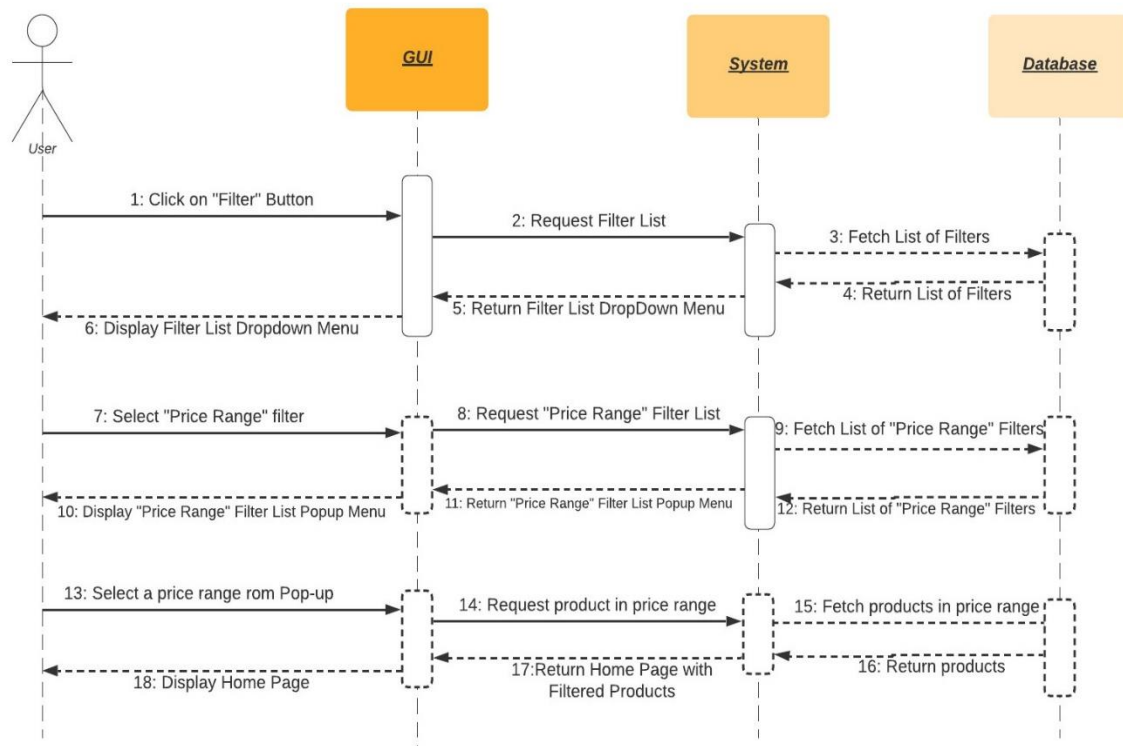 GUI
System
Database
User
1: Click on "Filter" Button
2: Request Filter List
3: Fetch List of Filters
4: Return List of Filters
5: Return Filter List DropDown Menu
6: Display Filter List Dropdown Menu
7: Select "Price Range" filter
8: Request "Price Range" Filter List
9: Fetch List of "Price Range" Filters
10: Display "Price Range" Filter List Popup Menu
11: Return "Price Range" Filter List Popup Menu
12: Return List of "Price Range" Filters
13: Select a price range rom Pop-up
14: Request product in price range
15: Fetch products in price range
16: Return products
17:Return Home Page with
Filtered Products
18: Display Home Page